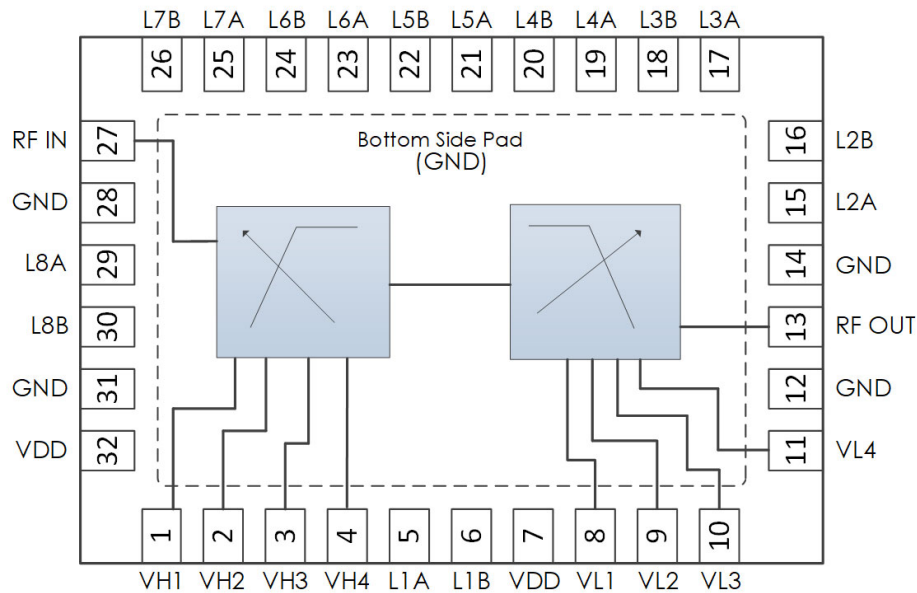 L7B L7A L6B L6A L5B L5A L4B L4A L3B L3A
26 25 24 23 22 21 20 19 18 17
RF IN 27
Bottom Side Pad
(GND)
16 L2B
GND 28
15 L2A
L8A 29
14 GND
L8B 30
13 RF OUT
GND 31
12 GND
VDD 32
11 VL4
1 2 3 4 5 6 7 8 9 10
VH1 VH2 VH3 VH4 L1A L1B VDD VL1 VL2 VL3